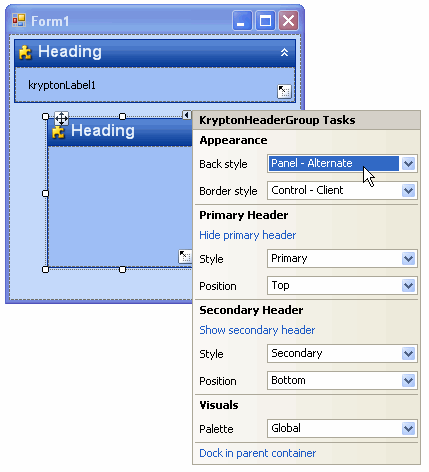 Form1
Heading
kryptonLabel1
Heading
KryptonHeaderGroup Tasks
Appearance
Back style Panel - Alternate
Border style Control - Client
Primary Header
Hide primary header
Style Primary
Position Top
Secondary Header
Show secondary header
Style Secondary
Position Bottom
Visuals
Palette Global
Dock in parent container